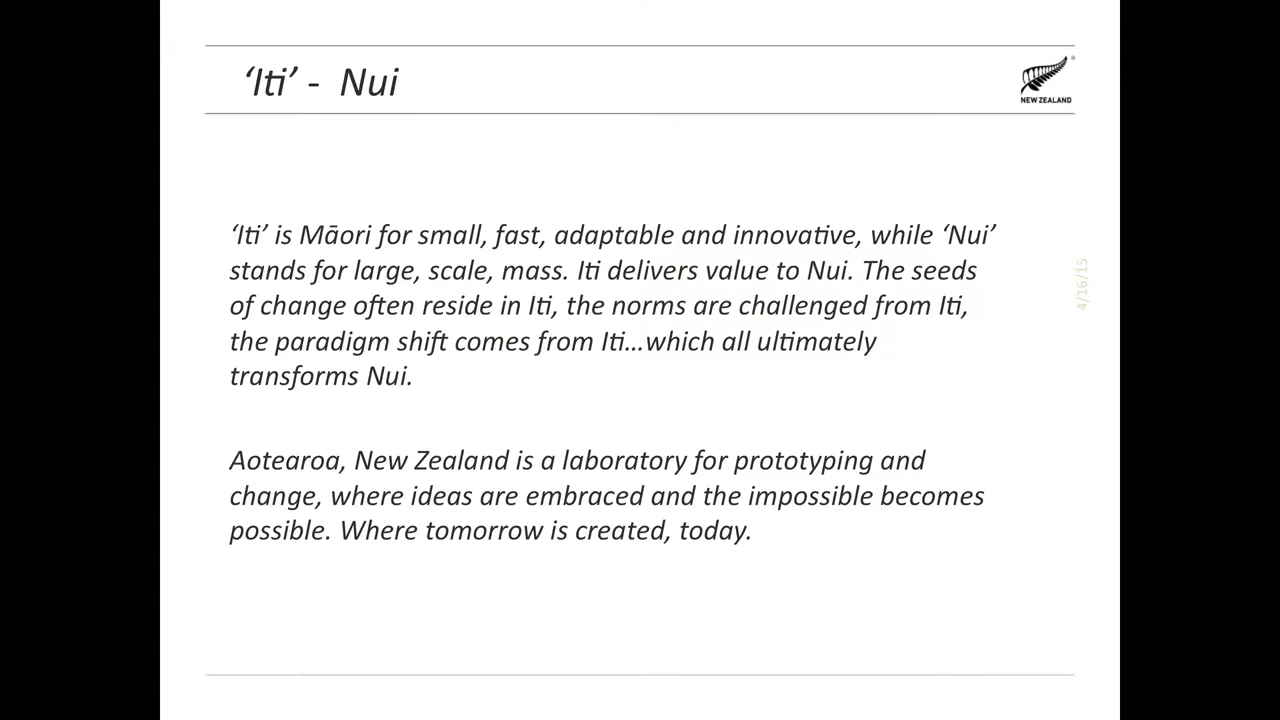 ‘Iti’ - Nui
NEW ZEALAND
‘Iti’ is Māori for small, fast, adaptable and innovative, while ‘Nui’
stands for large, scale, mass. Iti delivers value to Nui. The seeds
of change often reside in Iti, the norms are challenged from Iti,
the paradigm shift comes from Iti...which all ultimately
transforms Nui.
4/16/15
Aotearoa, New Zealand is a laboratory for prototyping and
change, where ideas are embraced and the impossible becomes
possible. Where tomorrow is created, today.